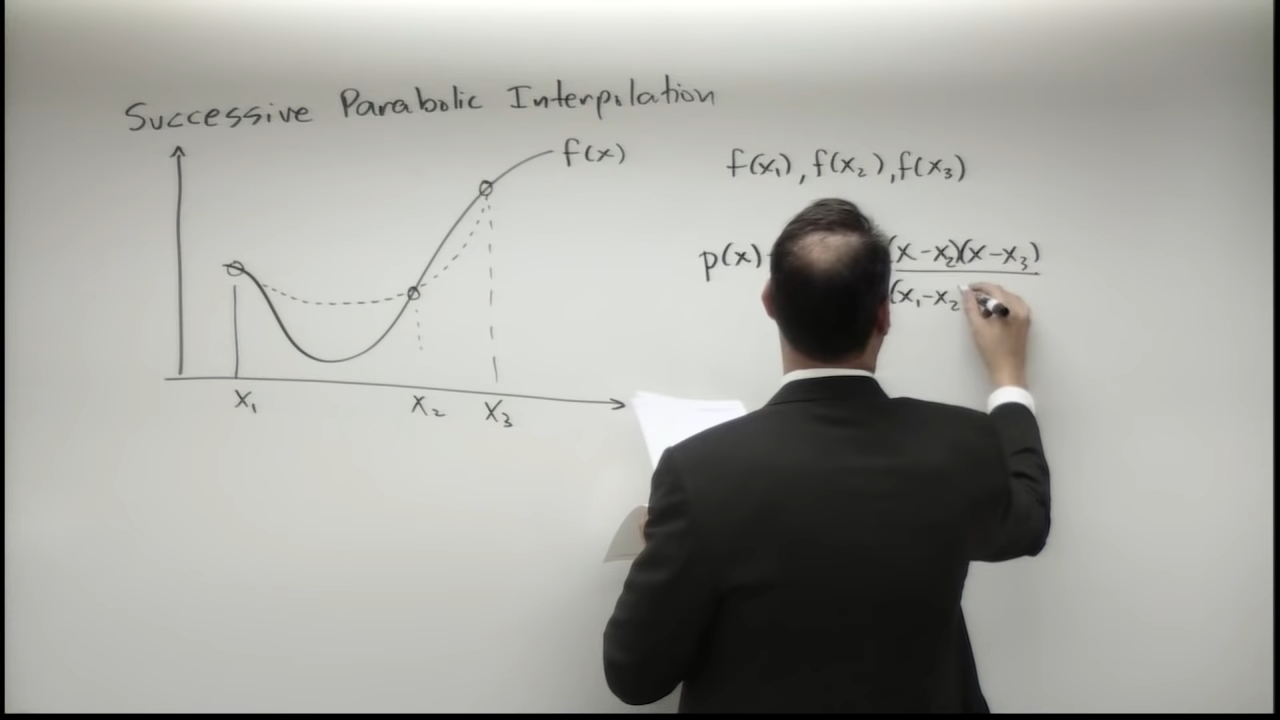 Successive Parabolic Interpolation
f(x)
f(x₁), f(x₂), f(x₃)
p(x)
(x-x₂)(x-x₃)
(x₁-x₂
x₁ x₂ x₃